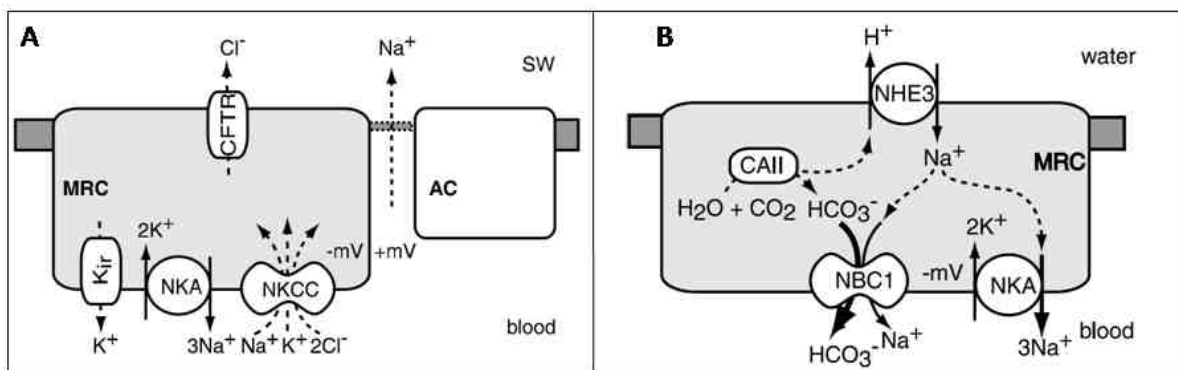 A
Cl⁻
Na⁺
SW
CFTR
MRC
AC
2K⁺
-mV
+mV
Kir
NKA
NKCC
blood
K⁺
3Na⁺
Na⁺ K⁺ 2Cl⁻
B
H⁺
water
NHE3
Na⁺
MRC
CAII
H₂O + CO₂
HCO₃⁻
2K⁺
NBC1
-mV
NKA
blood
HCO₃⁻
Na⁺
3Na⁺